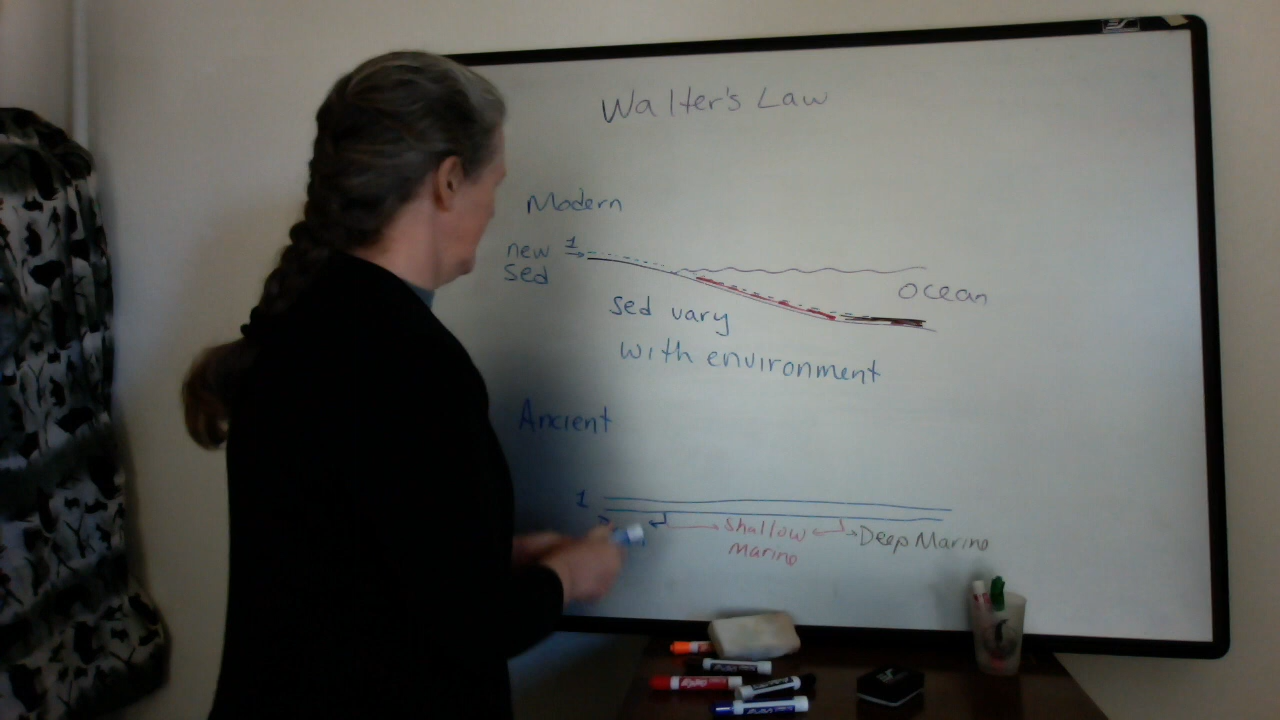 Walter's Law
Modern
new 1
sed
Ocean
sed vary
with environment
Ancient
1
Shallow Deep Marine
Marine